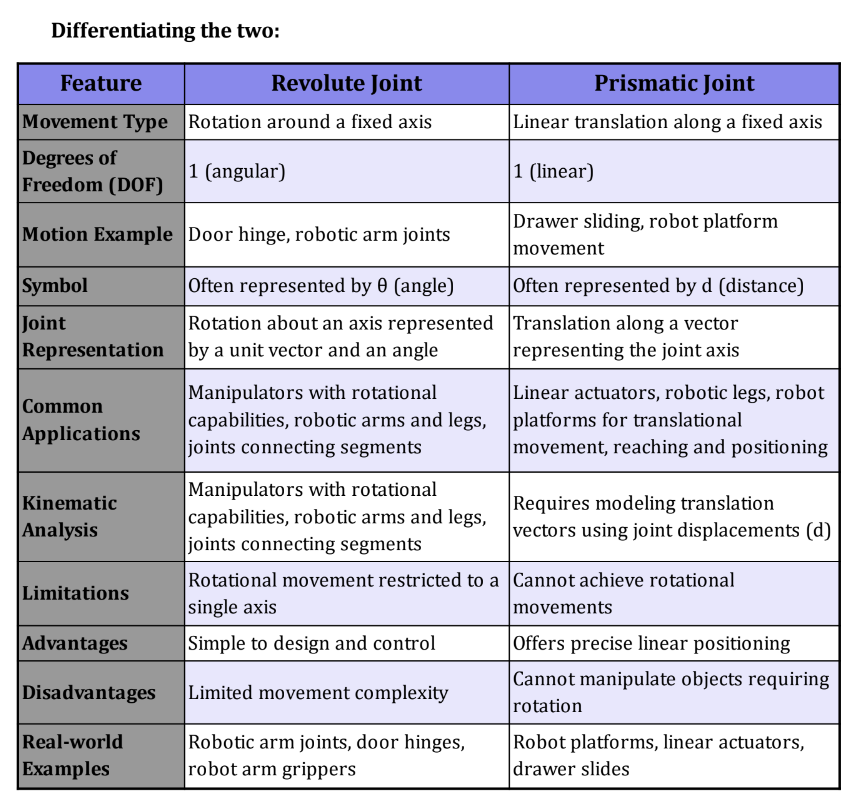 Differentiating the two:
Feature Revolute Joint Prismatic Joint
Movement Type Rotation around a fixed axis Linear translation along a fixed axis
Degrees of
Freedom (DOF)
1 (angular)
1 (linear)
Motion Example
Door hinge, robotic arm joints
Drawer sliding, robot platform
movement
Symbol Often represented by θ (angle) Often represented by d (distance)
Joint
Representation
Rotation about an axis represented
by a unit vector and an angle
Translation along a vector
representing the joint axis
Common
Applications
Manipulators with rotational
capabilities, robotic arms and legs,
joints connecting segments
Linear actuators, robotic legs, robot
platforms for translational
movement, reaching and positioning
Kinematic
Analysis
Manipulators with rotational
capabilities, robotic arms and legs,
joints connecting segments
Requires modeling translation
vectors using joint displacements (d)
Limitations
Rotational movement restricted to a
single axis
Cannot achieve rotational
movements
Advantages Simple to design and control Offers precise linear positioning
Disadvantages
Limited movement complexity
Cannot manipulate objects requiring
rotation
Real-world
Examples
Robotic arm joints, door hinges,
robot arm grippers
Robot platforms, linear actuators,
drawer slides